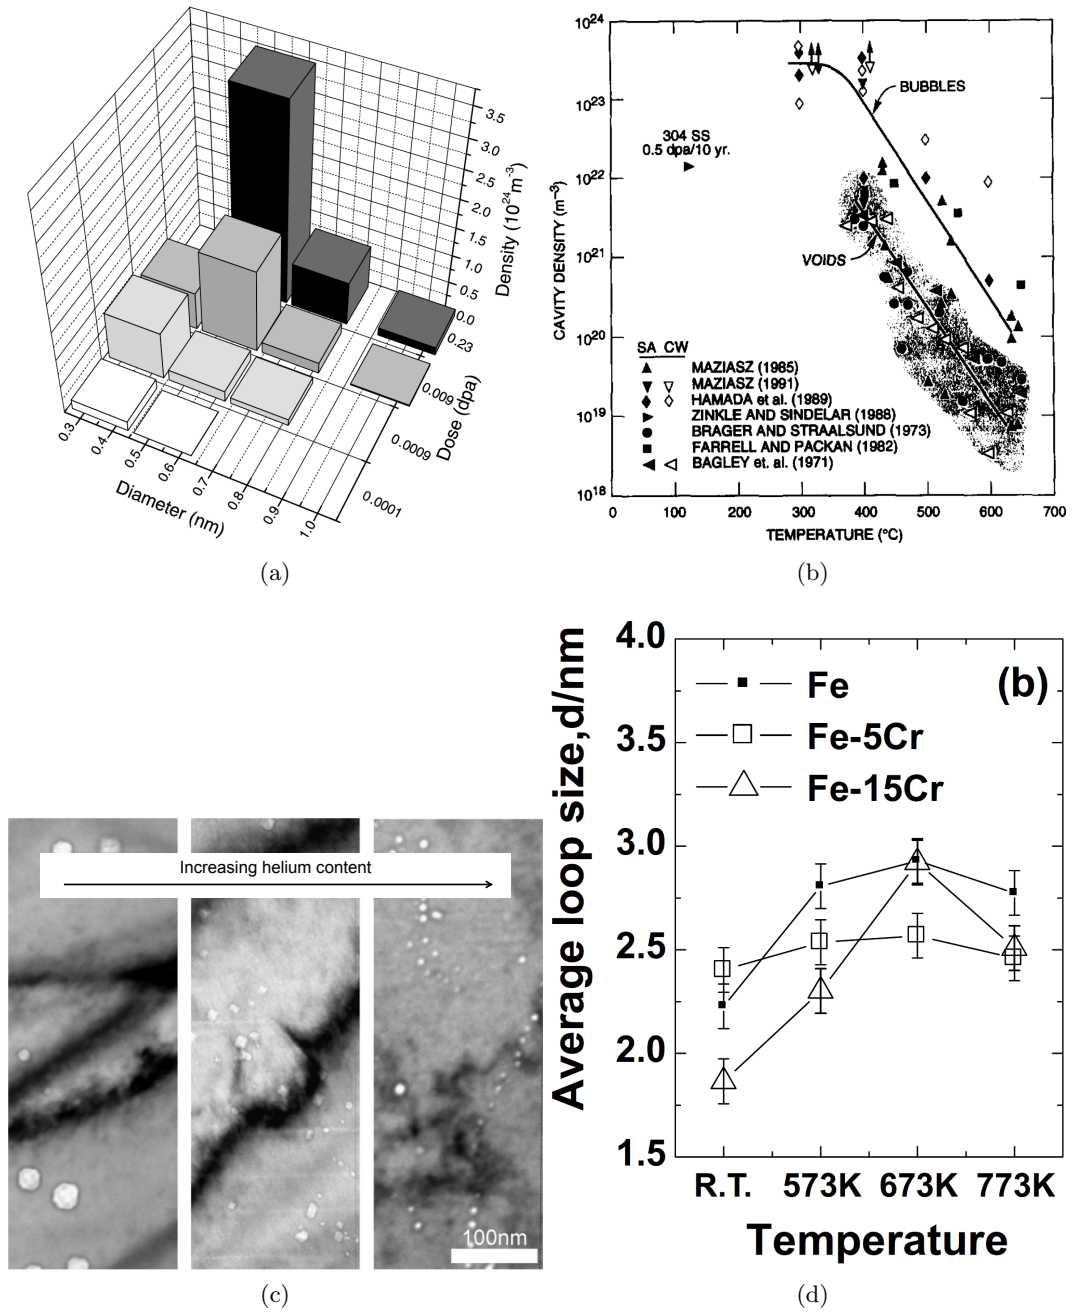 (a)
3.5
3.0
2.5
2.0
1.5
1.0
0.5
0.0
Density (10²⁴m⁻³)
0.23
0.009
0.0009
0.0001
Dose (dpa)
0.3
0.4
0.5
0.6
0.7
0.8
0.9
1.0
Diameter (nm)
(a)
(b)
10²⁴
10²³
10²²
10²¹
10²⁰
10¹⁹
10¹⁸
CAVITY DENSITY (m⁻³)
BUBBLES
304 SS
0.5 dpa/10 yr.
VOIDS
SA CW
MAZIASZ (1985)
MAZIASZ (1991)
HAMADA et al. (1989)
ZINKLE AND SINDELAR (1988)
BRAGER AND STRAALSUND (1973)
FARRELL AND PACKAN (1982)
BAGLEY et. al (1971)
0 100 200 300 400 500 600 700
TEMPERATURE (°C)
(b)
Increasing helium content
100nm
(c)
4.0
3.5
3.0
2.5
2.0
1.5
Average loop size,d/nm
(b)
Fe
Fe-5Cr
Fe-15Cr
R.T. 573K 673K 773K
Temperature
(d)